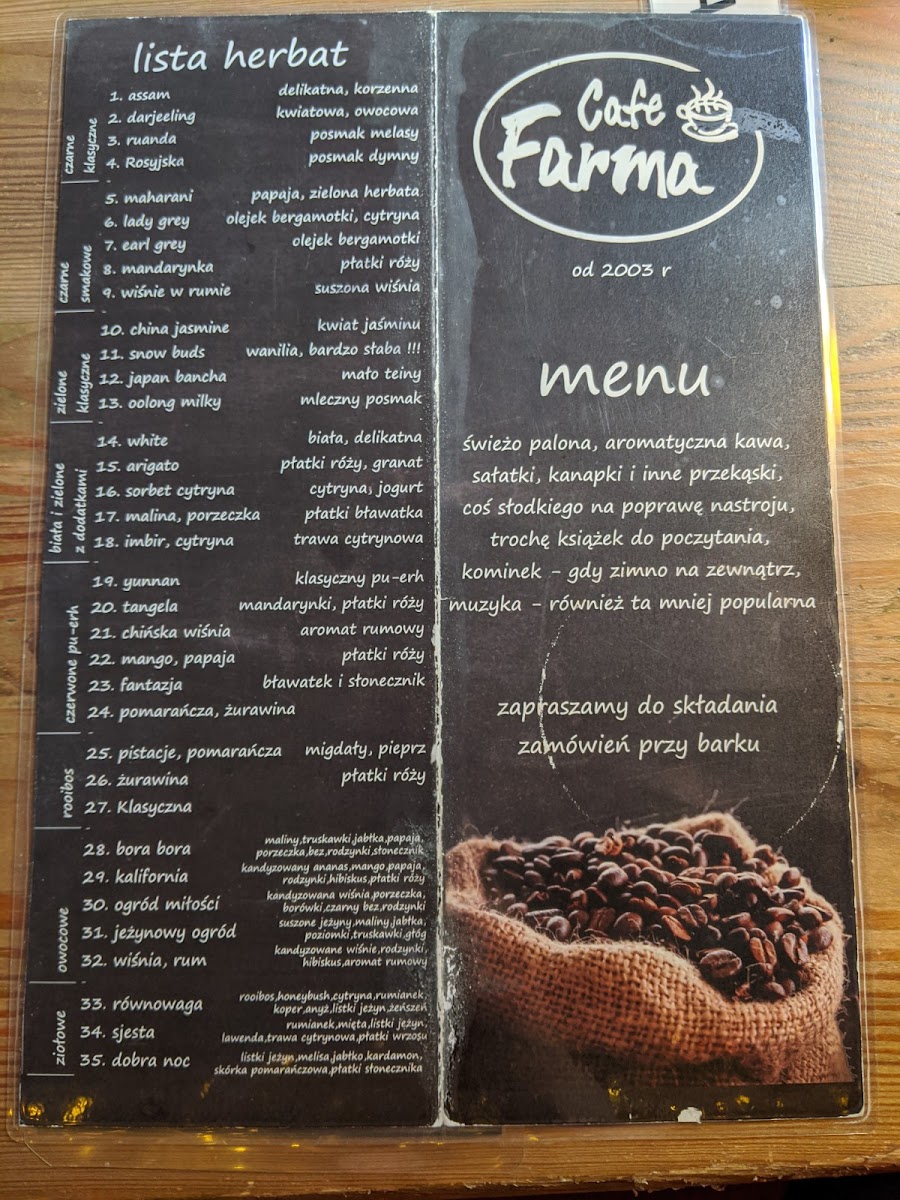 lista herbat
czarne
klasyczne
1. assam delikatna, korzenna
2. darjeeling kwiatowa, owocowa
3. ruanda posmak melasy
4. Rosyjska posmak dymny
czarne
smakowe
5. maharani papaja, zielona herbata
6. lady grey olejek bergamotki, cytryna
7. earl grey olejek bergamotki
8. mandarynka płatki róży
9. wiśnie w rumie suszona wiśnia
zielone
klasyczne
10. china jasmine kwiat jaśminu
11. snow buds wanilia, bardzo słaba !!!
12. japan bancha mało teiny
13. oolong milky mleczny posmak
biała i zielone
z dodatkami
14. white biała, delikatna
15. arigato płatki róży, granat
16. sorbet cytryna cytryna, jogurt
17. malina, porzeczka płatki bławatka
18. imbir, cytryna trawa cytrynowa
czerwone pu-erh
19. yunnan klasyczny pu-erh
20. tangela mandarynki, płatki róży
21. chińska wiśnia aromat rumowy
22. mango, papaja płatki róży
23. fantazja bławatek i słonecznik
24. pomarańcza, żurawina
rooibos
25. pistacje, pomarańcza migdały, pieprz
26. żurawina płatki róży
27. Klasyczna
owocowe
28. bora bora maliny,truskawki,jabłka,papaja,
porzeczka,bez,rodzynki,słonecznik
29. kalifornia kandyzowany ananas,mango,papaja,
rodzynki,hibiskus,płatki róży
30. ogród miłości kandyzowana wiśnia,porzeczka,
borówki,czarny bez,rodzynki
31. jeżynowy ogród suszone jeżyny,maliny,jabłka,
poziomki,truskawki,głóg
32. wiśnia, rum kandyzowane wiśnie,rodzynki,
hibiskus,aromat rumowy
ziołowe
33. równowaga rooibos,honeybush,cytryna,rumianek,
koper,anyż,listki jeżyn,żeńszeń
34. sjesta rumianek,mięta,listki jeżyn,
lawenda,trawa cytrynowa,płatki wrzosu
35. dobra noc listki jeżyn,melisa,jabłko,kardamon,
skórka pomarańczowa,płatki słonecznika
Cafe
Farma
od 2003 r
menu
świeżo palona, aromatyczna kawa,
sałatki, kanapki i inne przekąski,
coś słodkiego na poprawę nastroju,
trochę książek do poczytania,
kominek - gdy zimno na zewnątrz,
muzyka - również ta mniej popularna
zapraszamy do składania
zamówień przy barku